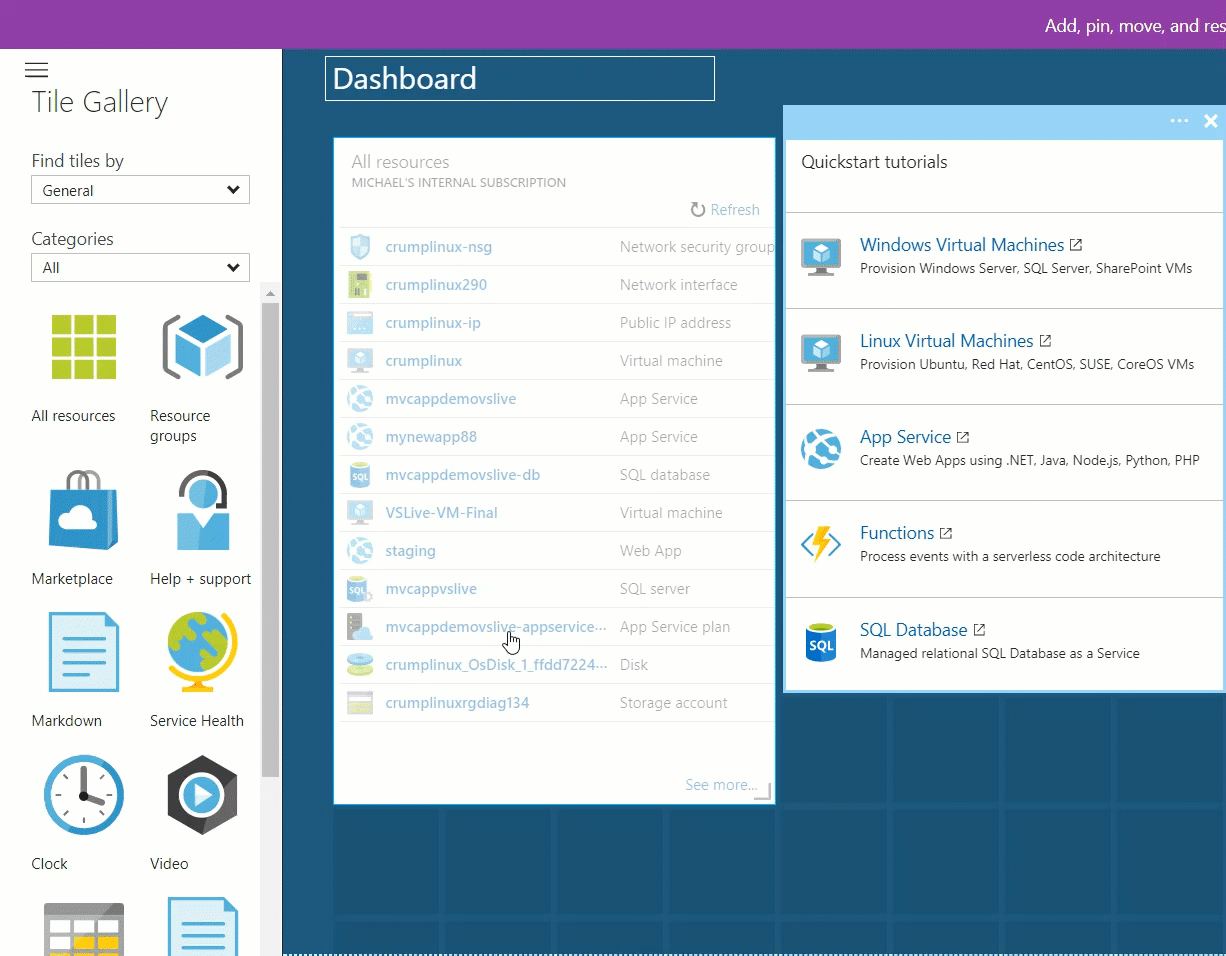 Add, pin, move, and res
Tile Gallery
Find tiles by
General
Categories
All
All resources
Resource
groups
Marketplace
Help + support
Markdown
Service Health
Clock
Video
Dashboard
All resources
MICHAEL'S INTERNAL SUBSCRIPTION
Refresh
crumplinux-nsg Network security group
crumplinux290 Network interface
crumplinux-ip Public IP address
crumplinux Virtual machine
mvcappdemovslive App Service
mynewapp88 App Service
SQL mvcappdemovslive-db SQL database
VSLive-VM-Final Virtual machine
staging Web App
SQL mvcappvslive SQL server
mvcappdemovslive-appservice... App Service plan
crumplinux_OsDisk_1_ffdd7224... Disk
crumplinuxrgdiag134 Storage account
See more...
Quickstart tutorials
Windows Virtual Machines
Provision Windows Server, SQL Server, SharePoint VMs
Linux Virtual Machines
Provision Ubuntu, Red Hat, CentOS, SUSE, CoreOS VMs
App Service
Create Web Apps using .NET, Java, Node.js, Python, PHP
Functions
Process events with a serverless code architecture
SQL
SQL Database
Managed relational SQL Database as a Service